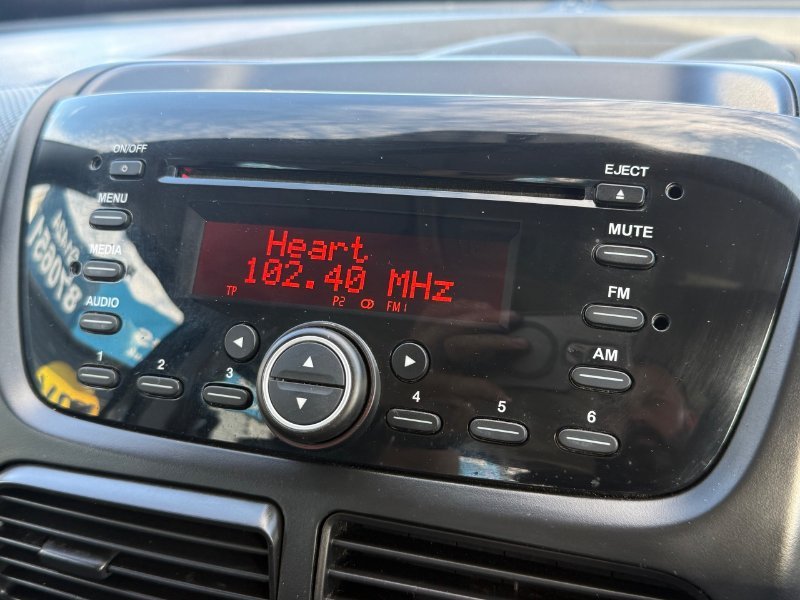 ON/OFF
MENU
MEDIA
AUDIO
1
2
3
Heart
102.40 MHz
TP
P2
FM1
EJECT
MUTE
FM
AM
4
5
6